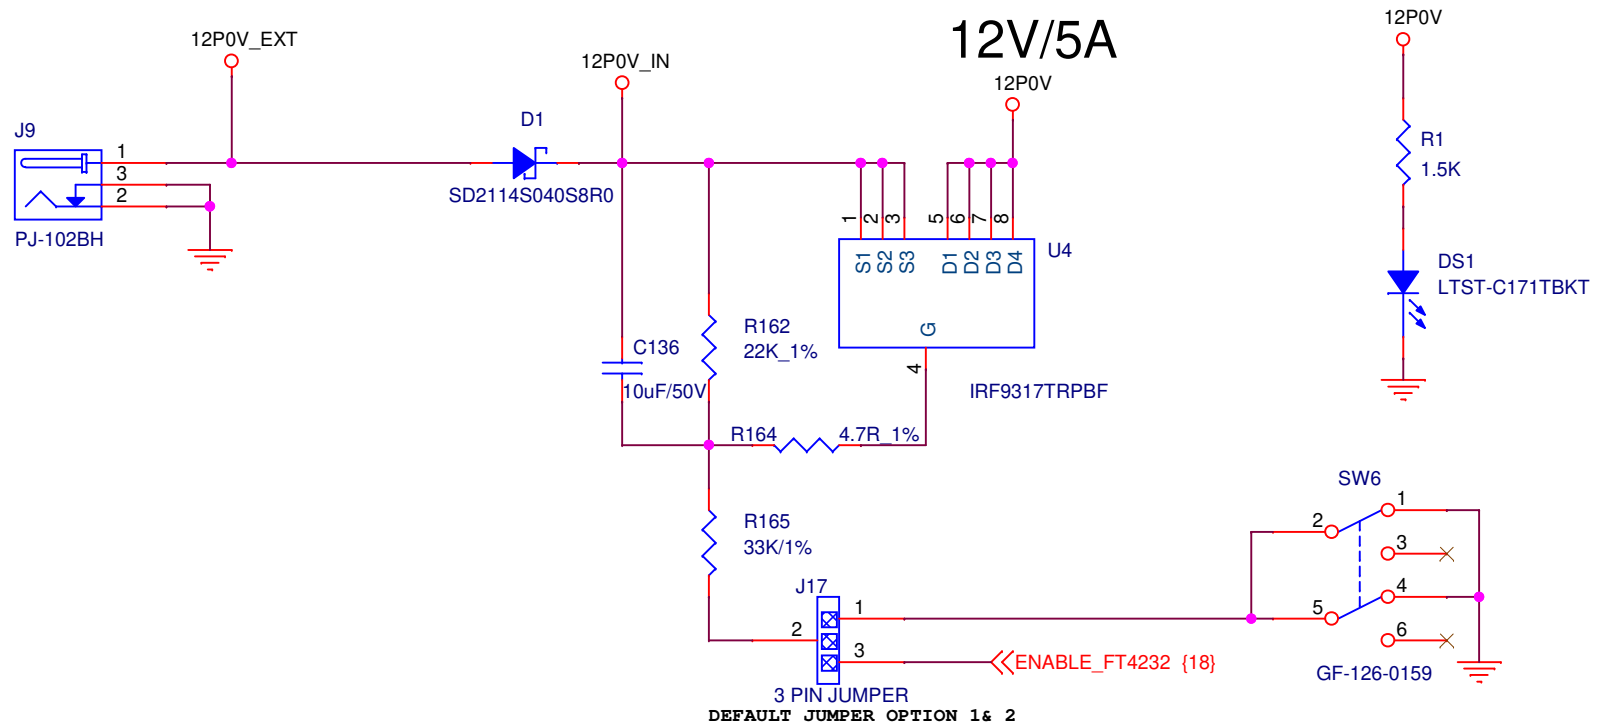 12V/5A
12P0V
12P0V_EXT
12P0V_IN
12P0V
D1
J9
1
3
2
SD2114S040S8R0
PJ-102BH
R1
1.5K
1
2
3
5
6
7
8
S1
S2
S3
D1
D2
D3
D4
U4
G
4
IRF9317TRPBF
DS1
LTST-C171TBKT
R162
22K_1%
C136
10uF/50V
R164
4.7R_1%
R165
33K/1%
J17
1
2
3
ENABLE_FT4232 {18}
3 PIN JUMPER
DEFAULT JUMPER OPTION 1& 2
SW6
1
2
3
4
5
6
GF-126-0159